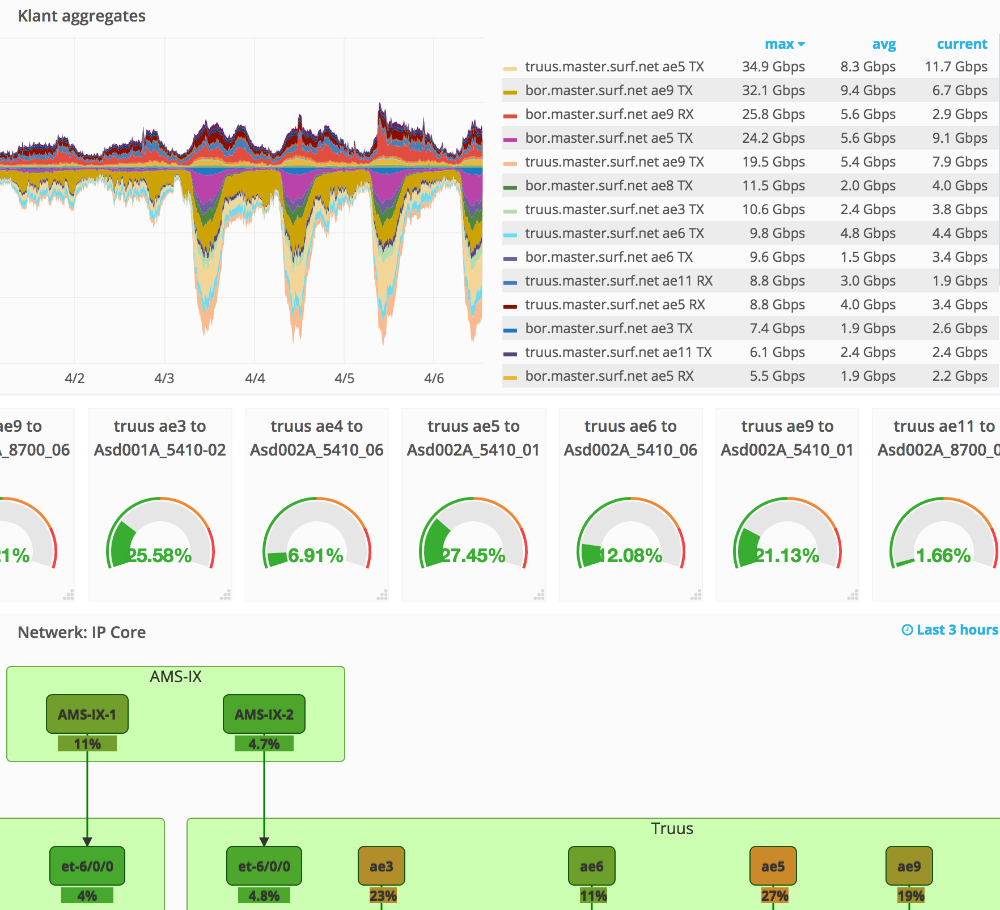 Klant aggregates
max avg current
truus.master.surf.net ae5 TX 34.9 Gbps 8.3 Gbps 11.7 Gbps
bor.master.surf.net ae9 TX 32.1 Gbps 9.4 Gbps 6.7 Gbps
bor.master.surf.net ae9 RX 25.8 Gbps 5.6 Gbps 2.9 Gbps
bor.master.surf.net ae5 TX 24.2 Gbps 5.6 Gbps 9.1 Gbps
truus.master.surf.net ae9 TX 19.5 Gbps 5.4 Gbps 7.9 Gbps
bor.master.surf.net ae8 TX 11.5 Gbps 2.0 Gbps 4.0 Gbps
truus.master.surf.net ae3 TX 10.6 Gbps 2.4 Gbps 3.8 Gbps
truus.master.surf.net ae6 TX 9.8 Gbps 4.8 Gbps 4.4 Gbps
bor.master.surf.net ae6 TX 9.6 Gbps 1.5 Gbps 3.4 Gbps
truus.master.surf.net ae11 RX 8.8 Gbps 3.0 Gbps 1.9 Gbps
truus.master.surf.net ae5 RX 8.8 Gbps 4.0 Gbps 3.4 Gbps
bor.master.surf.net ae3 TX 7.4 Gbps 1.9 Gbps 2.6 Gbps
truus.master.surf.net ae11 TX 6.1 Gbps 2.4 Gbps 2.4 Gbps
bor.master.surf.net ae5 RX 5.5 Gbps 1.9 Gbps 2.2 Gbps
4/2 4/3 4/4 4/5 4/6
ae9 to
_8700_06
1%
truus ae3 to
Asd001A_5410-02
25.58%
truus ae4 to
Asd002A_5410_06
6.91%
truus ae5 to
Asd002A_5410_01
27.45%
truus ae6 to
Asd002A_5410_06
12.08%
truus ae9 to
Asd002A_5410_01
21.13%
truus ae11 to
Asd002A_8700_0
1.66%
Netwerk: IP Core
Last 3 hours
AMS-IX
AMS-IX-1 AMS-IX-2
11% 4.7%
Truus
et-6/0/0 et-6/0/0 ae3 ae6 ae5 ae9
4% 4.8% 23% 11% 27% 19%